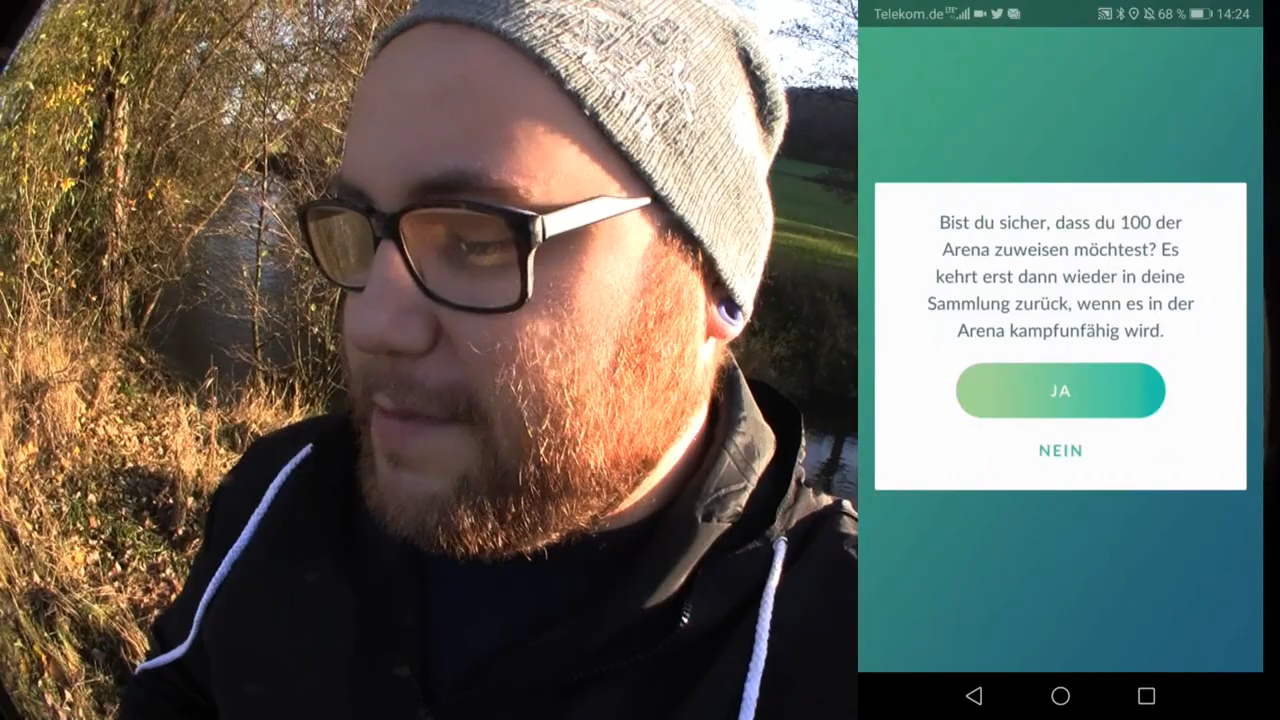 Telekom.de LTE 68 % 14:24
Bist du sicher, dass du 100 der
Arena zuweisen möchtest? Es
kehrt erst dann wieder in deine
Sammlung zurück, wenn es in der
Arena kampfunfähig wird.
JA
NEIN